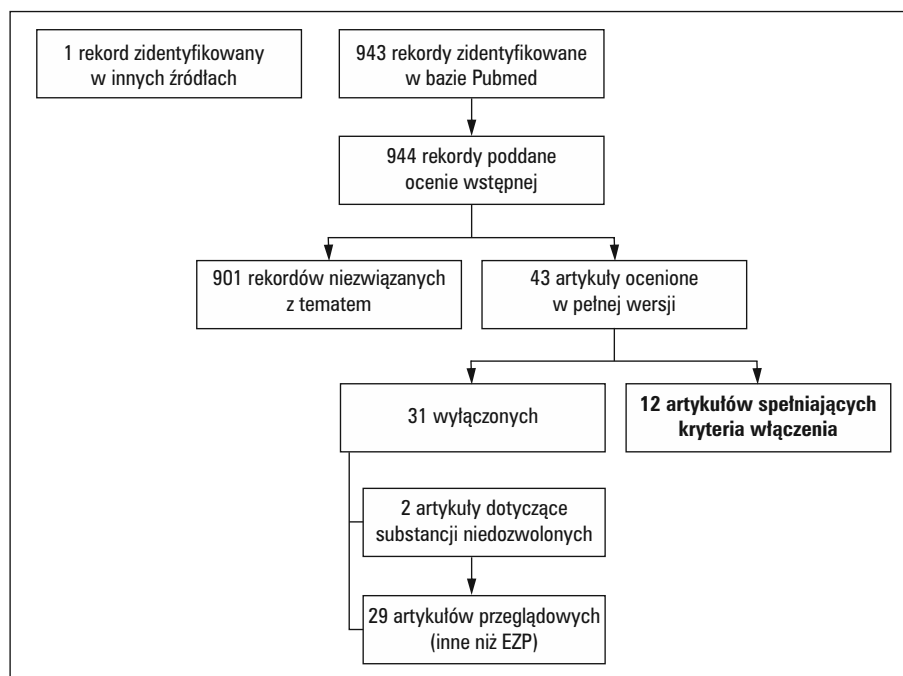 1 rekord zidentyfikowany
w innych źródłach
943 rekordy zidentyfikowane
w bazie Pubmed
944 rekordy poddane
ocenie wstępnej
901 rekordów niezwiązanych
z tematem
43 artykuły ocenione
w pełnej wersji
31 wyłączonych
12 artykułów spełniających
kryteria włączenia
2 artykuły dotyczące
substancji niedozwolonych
29 artykułów przeglądowych
(inne niż EZP)